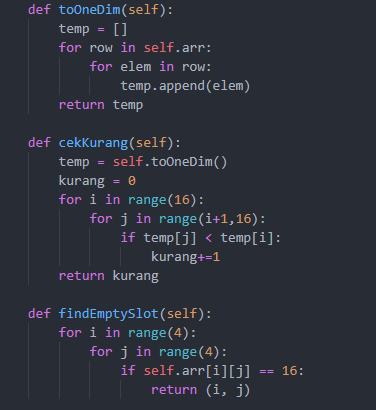 def toOneDim(self):
    temp = []
    for row in self.arr:
        for elem in row:
            temp.append(elem)
    return temp

def cekKurang(self):
    temp = self.toOneDim()
    kurang = 0
    for i in range(16):
        for j in range(i+1,16):
            if temp[j] < temp[i]:
                kurang+=1
    return kurang

def findEmptySlot(self):
    for i in range(4):
        for j in range(4):
            if self.arr[i][j] == 16:
                return (i, j)